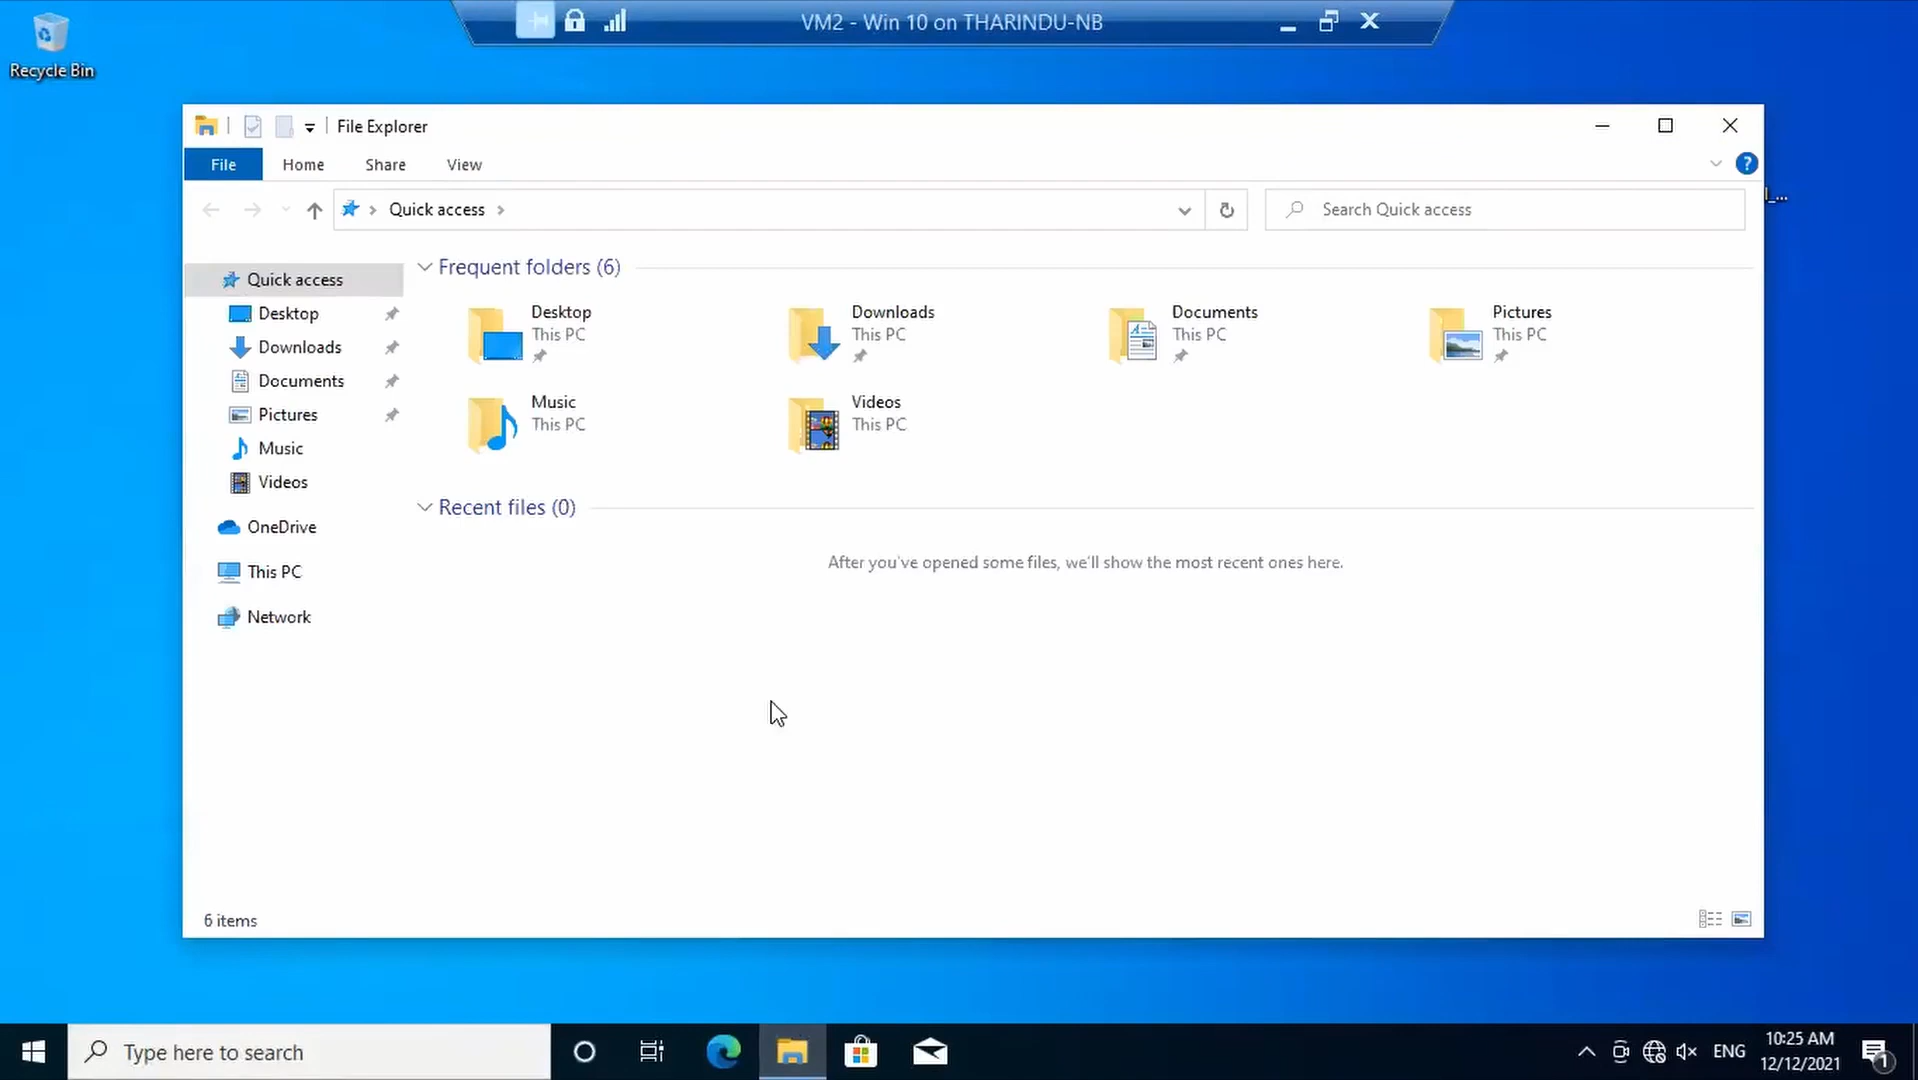 VM2 - Win 10 on THARINDU-NB
Recycle Bin
File Explorer
File Home Share View
Quick access
Search Quick access
Quick access
Desktop
Downloads
Documents
Pictures
Music
Videos
OneDrive
This PC
Network
Frequent folders (6)
Desktop
This PC
Downloads
This PC
Documents
This PC
Pictures
This PC
Music
This PC
Videos
This PC
Recent files (0)
After you've opened some files, we'll show the most recent ones here.
6 items
Type here to search
ENG
10:25 AM
12/12/2021
1